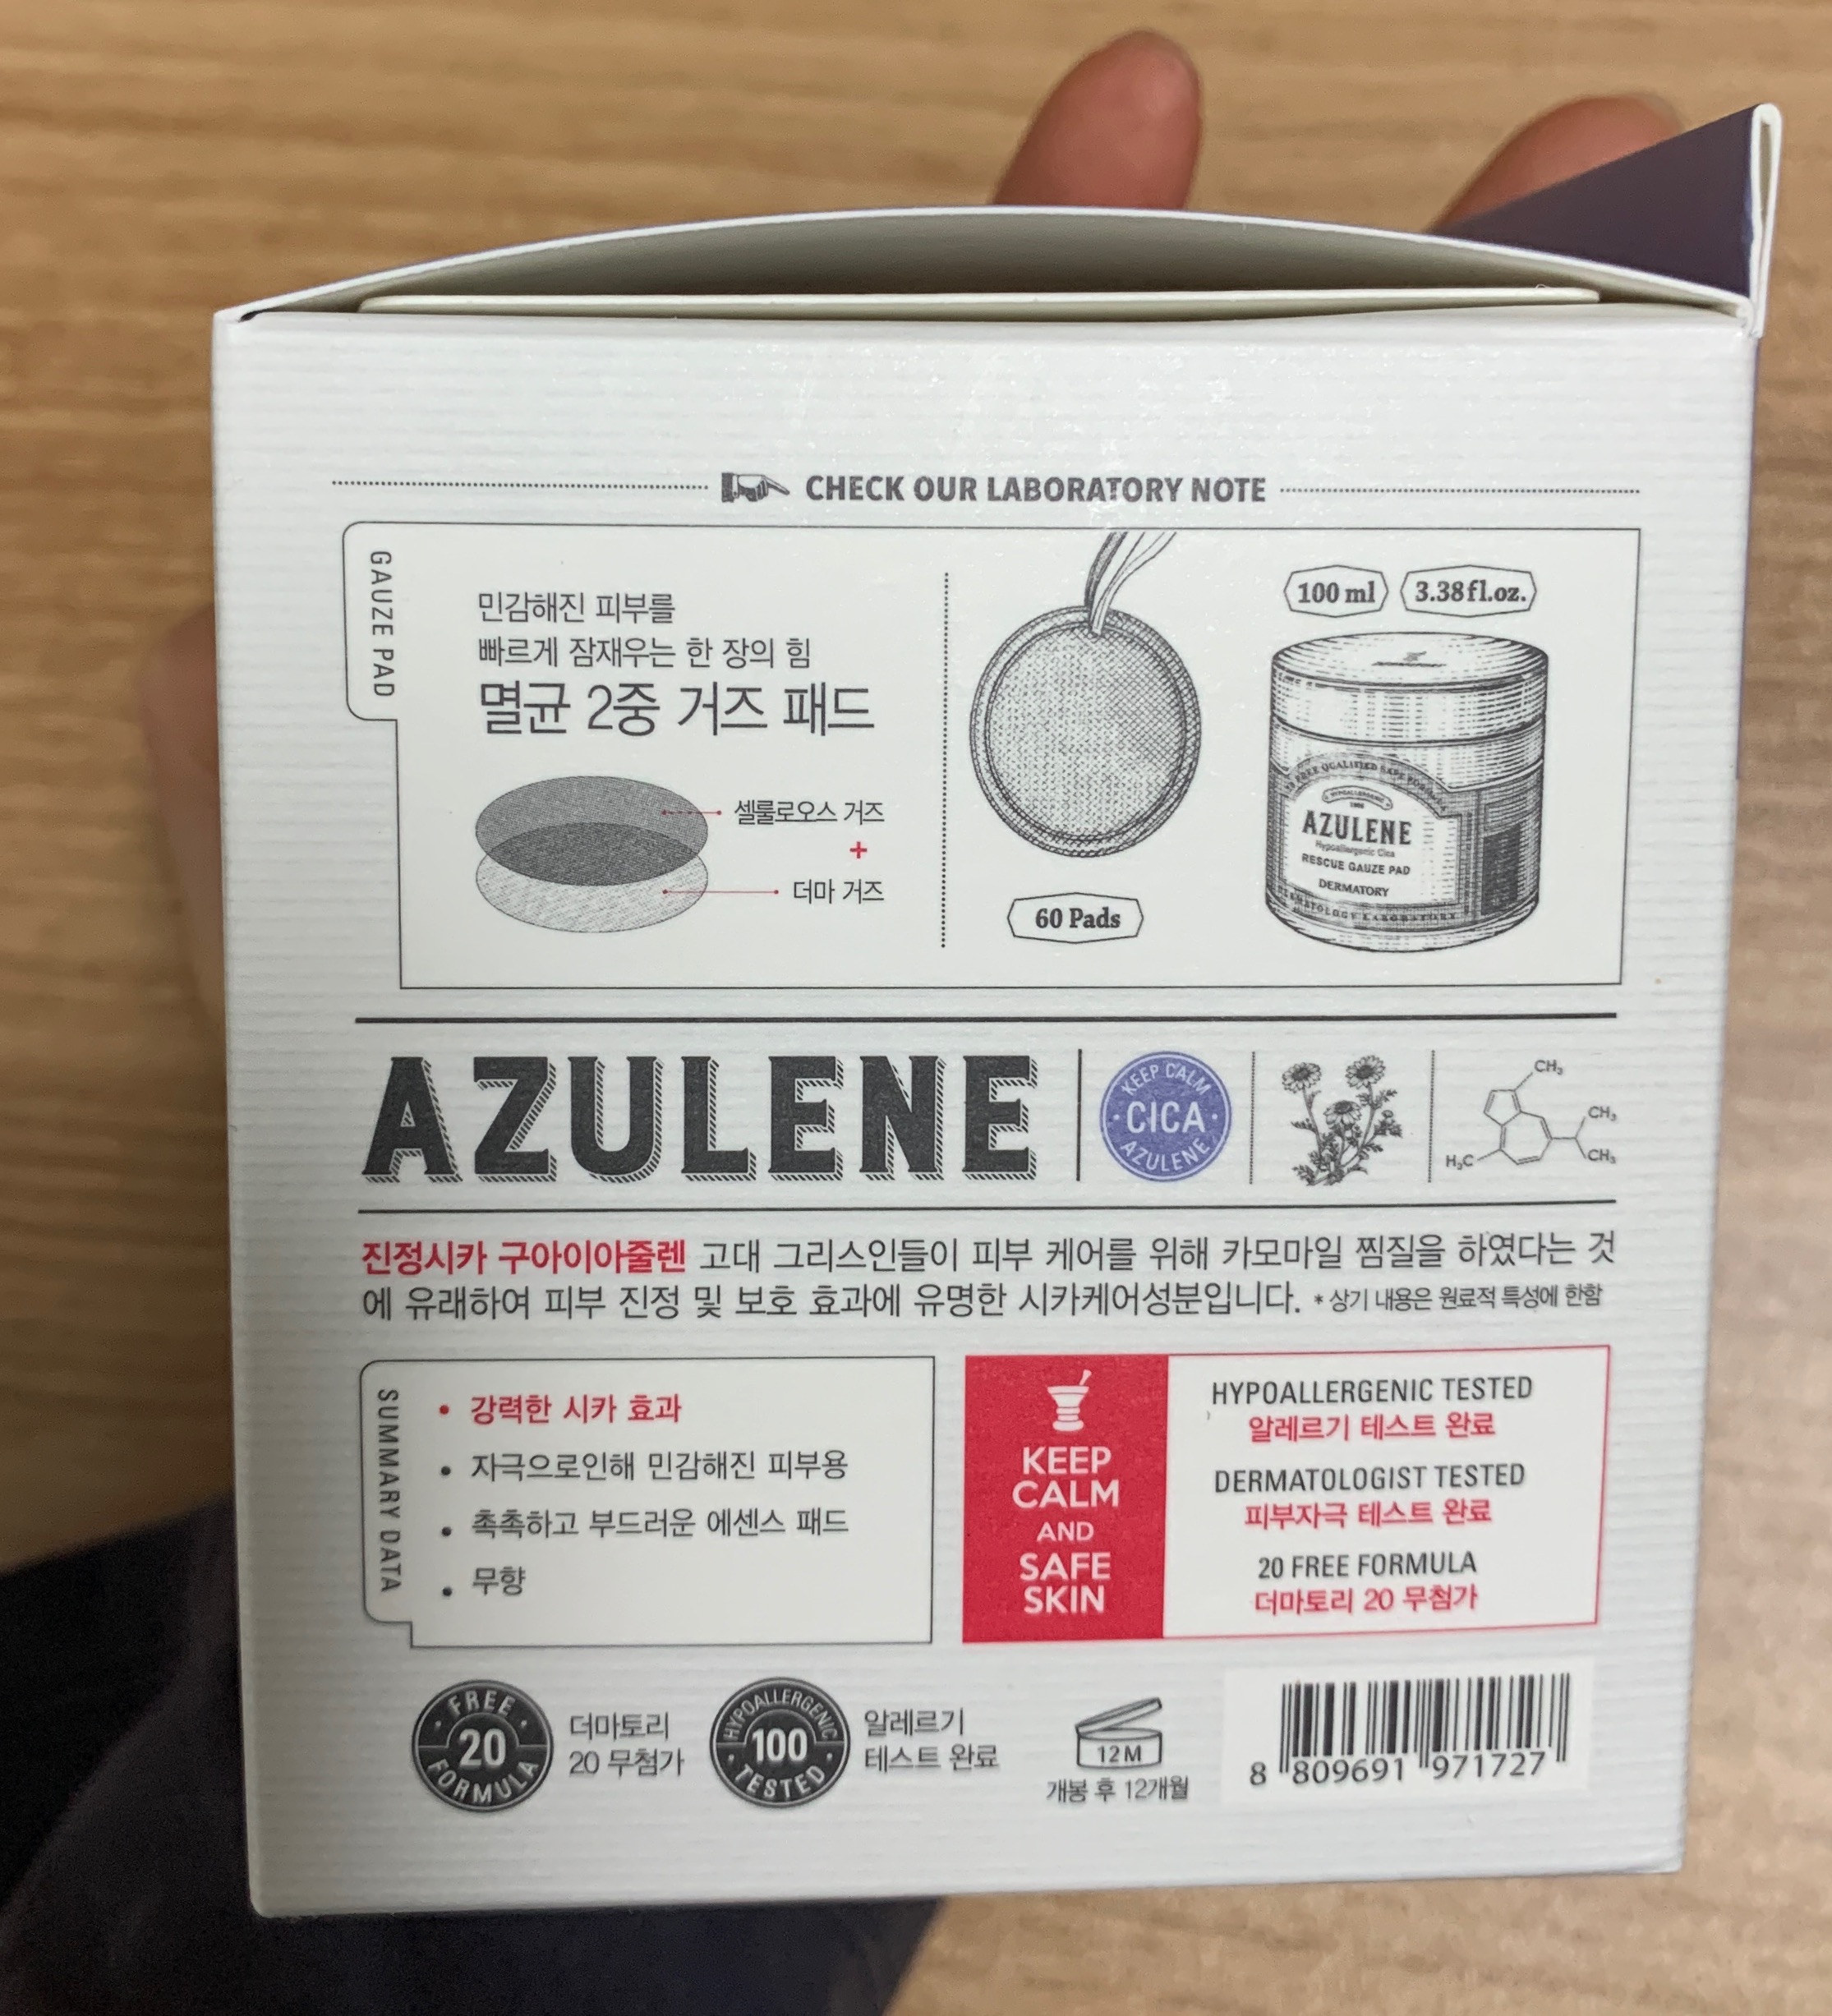 CHECK OUR LABORATORY NOTE
GAUZE PAD
민감해진 피부를
빠르게 잠재우는 한 장의 힘
멸균 2중 거즈 패드
셀룰로오스 거즈
+
더마 거즈
60 Pads
100 ml
3.38 fl.oz.
FREE QUALIFIED SAFE FORMULA
HYPOALLERGENIC
AZULENE
Hypoallergenic Cica
RESCUE GAUZE PAD
DERMATORY
DERMATOLOGY LABORATORY
AZULENE
KEEP CALM
· CICA ·
AZULENE
CH₃
CH₃
CH₃
H₃C
진정시카 구아이아줄렌 고대 그리스인들이 피부 케어를 위해 카모마일 찜질을 하였다는 것
에 유래하여 피부 진정 및 보호 효과에 유명한 시카케어성분입니다. * 상기 내용은 원료적 특성에 한함
SUMMARY DATA
• 강력한 시카 효과
• 자극으로인해 민감해진 피부용
• 촉촉하고 부드러운 에센스 패드
• 무향
KEEP
CALM
AND
SAFE
SKIN
HYPOALLERGENIC TESTED
알레르기 테스트 완료
DERMATOLOGIST TESTED
피부자극 테스트 완료
20 FREE FORMULA
더마토리 20 무첨가
· FREE ·
20
FORMULA
더마토리
20 무첨가
HYPOALLERGENIC
100
· TESTED ·
알레르기
테스트 완료
12M
개봉 후 12개월
8 809691 971727